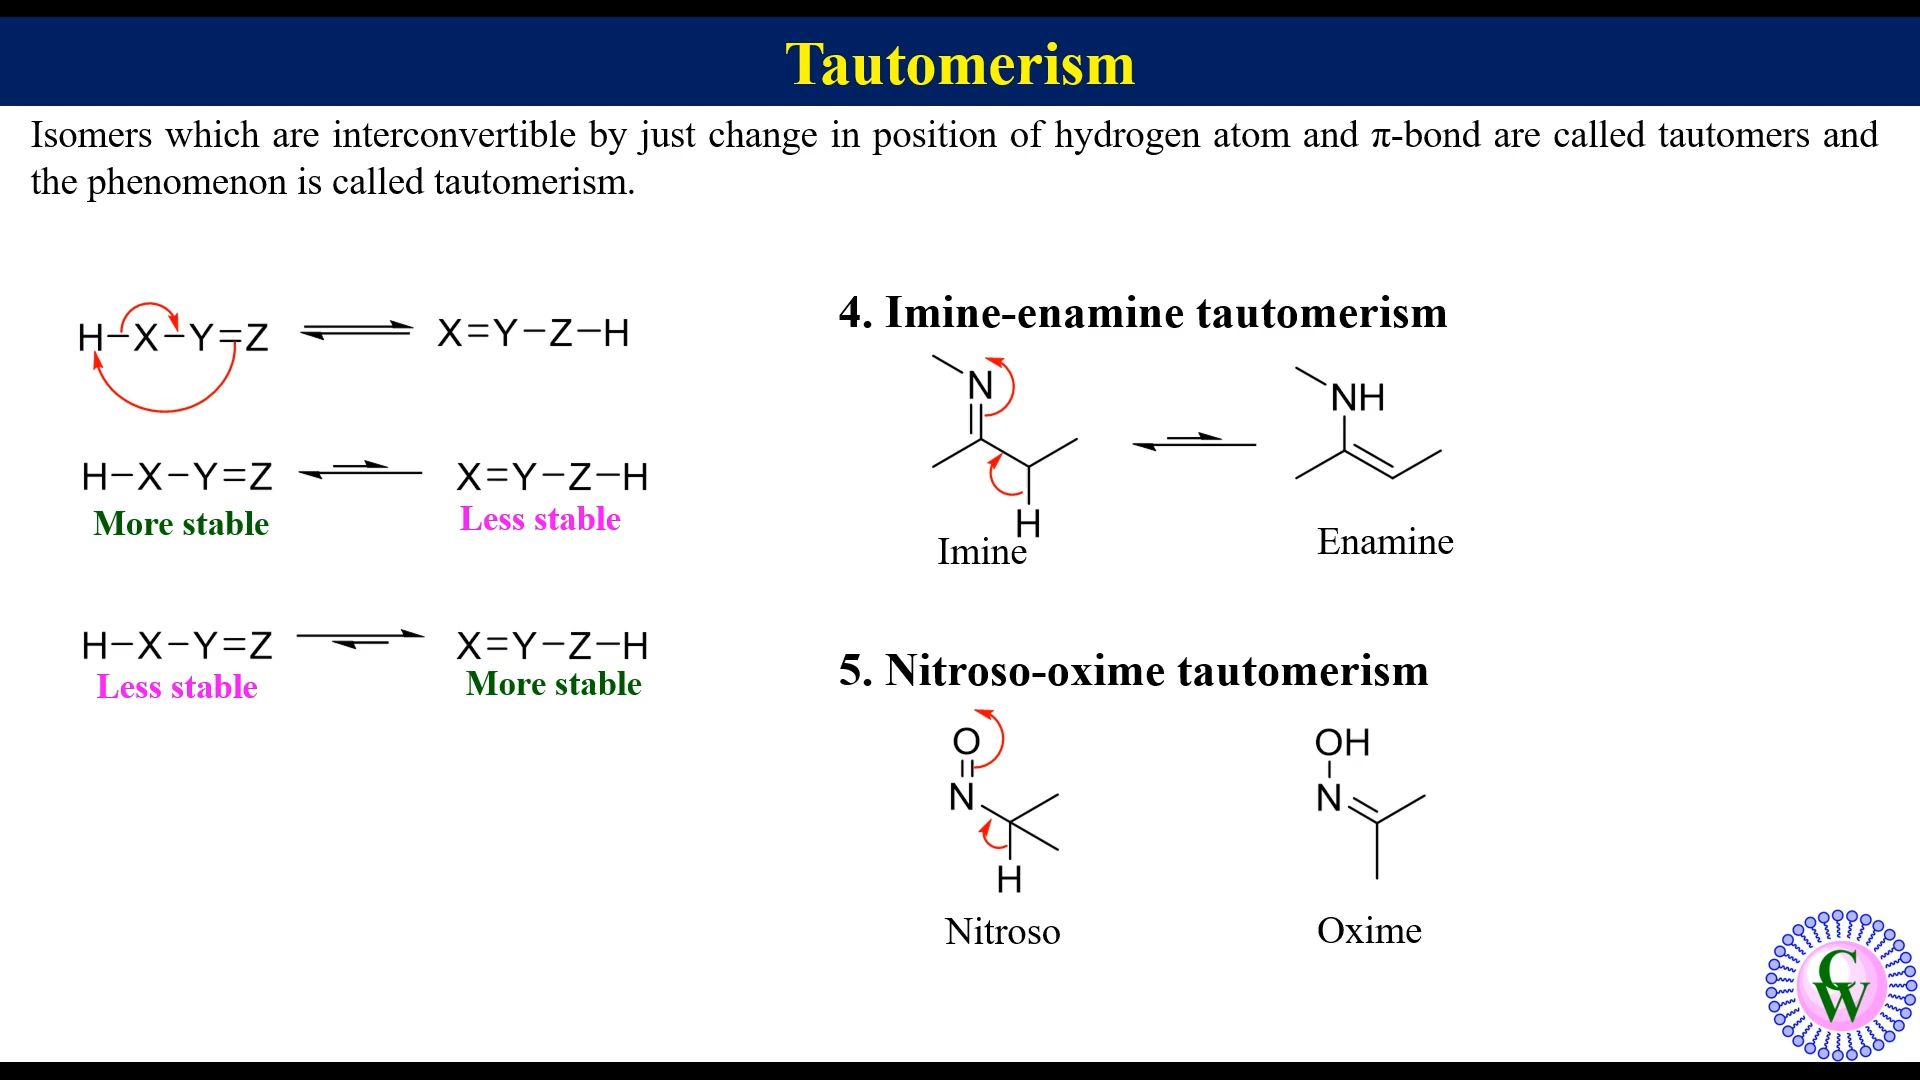 Tautomerism
Isomers which are interconvertible by just change in position of hydrogen atom and π-bond are called tautomers and
the phenomenon is called tautomerism.
H-X-Y=Z X=Y-Z-H
H-X-Y=Z X=Y-Z-H
More stable Less stable
H-X-Y=Z X=Y-Z-H
Less stable More stable
4. Imine-enamine tautomerism
N NH
H
Imine Enamine
5. Nitroso-oxime tautomerism
O OH
N N
H
Nitroso Oxime
CW